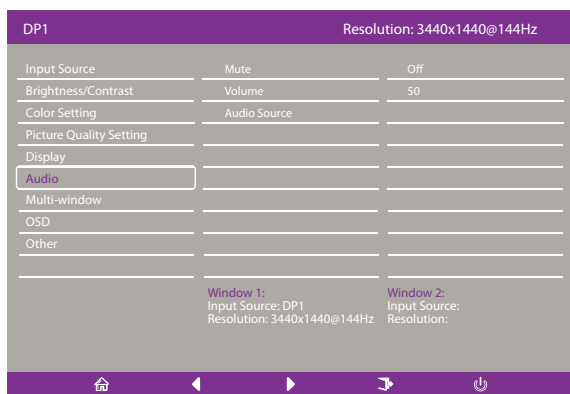 DP1 Resolution: 3440x1440@144Hz
Input Source Mute Off
Brightness/Contrast Volume 50
Color Setting Audio Source
Picture Quality Setting
Display
Audio
Multi-window
OSD
Other
Window 1: Window 2:
Input Source: DP1 Input Source:
Resolution: 3440x1440@144Hz Resolution: